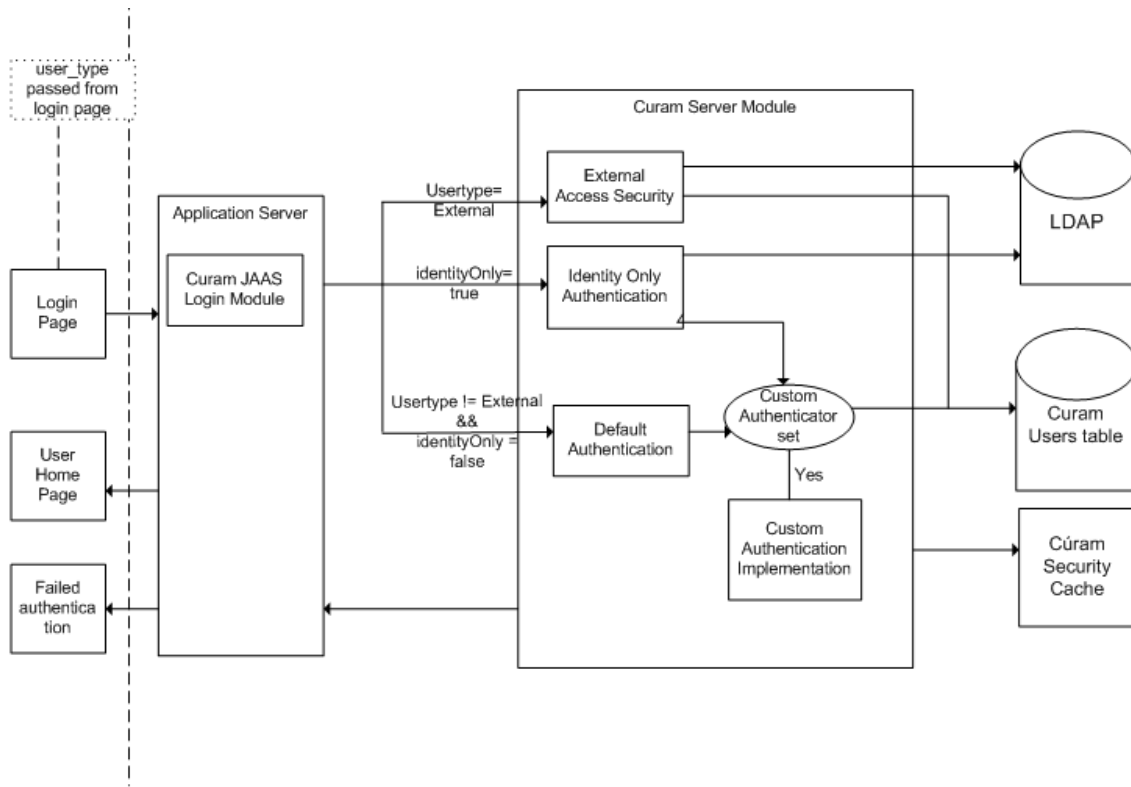 user_type
passed from
login page
Login
Page
User
Home
Page
Failed
authentica
tion
Application Server
Curam JAAS
Login Module
Usertype=
External
identityOnly=
true
Usertype != External
&&
identityOnly =
false
Curam Server Module
External
Access Security
Identity Only
Authentication
Default
Authentication
Custom
Authenticator
set
Yes
Custom
Authentication
Implementation
LDAP
Curam
Users table
Cúram
Security
Cache